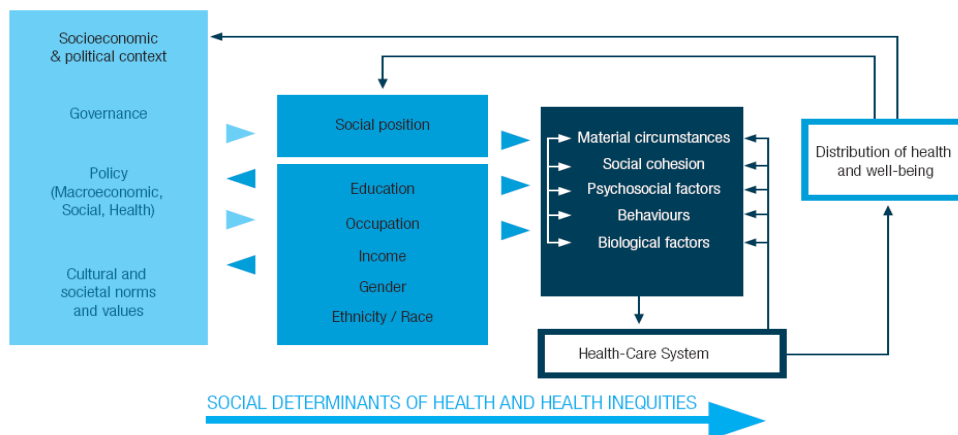 Socioeconomic
& political context
Governance
Policy
(Macroeconomic,
Social, Health)
Cultural and
societal norms
and values
Social position
Education
Occupation
Income
Gender
Ethnicity / Race
Material circumstances
Social cohesion
Psychosocial factors
Behaviours
Biological factors
Health-Care System
Distribution of health
and well-being
SOCIAL DETERMINANTS OF HEALTH AND HEALTH INEQUITIES